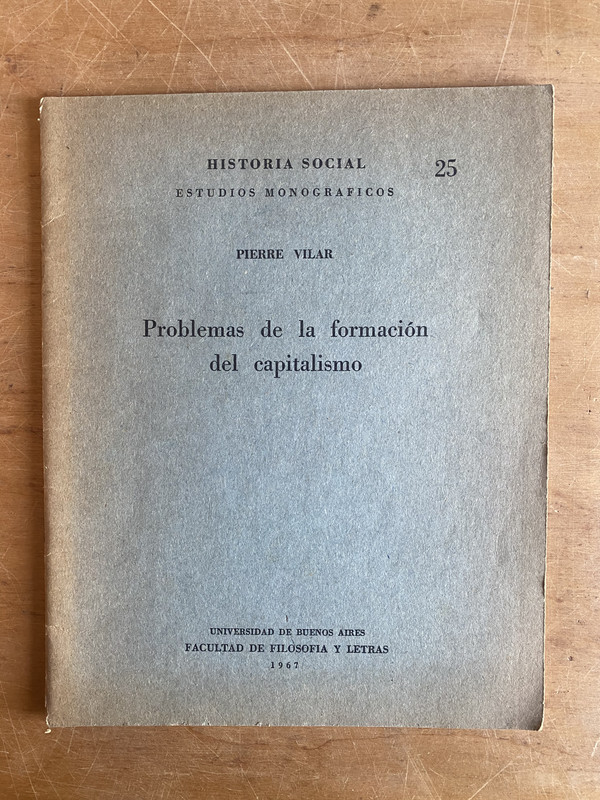 HISTORIA SOCIAL 25
ESTUDIOS MONOGRAFICOS
PIERRE VILAR
Problemas de la formación
del capitalismo
UNIVERSIDAD DE BUENOS AIRES
FACULTAD DE FILOSOFIA Y LETRAS
1967